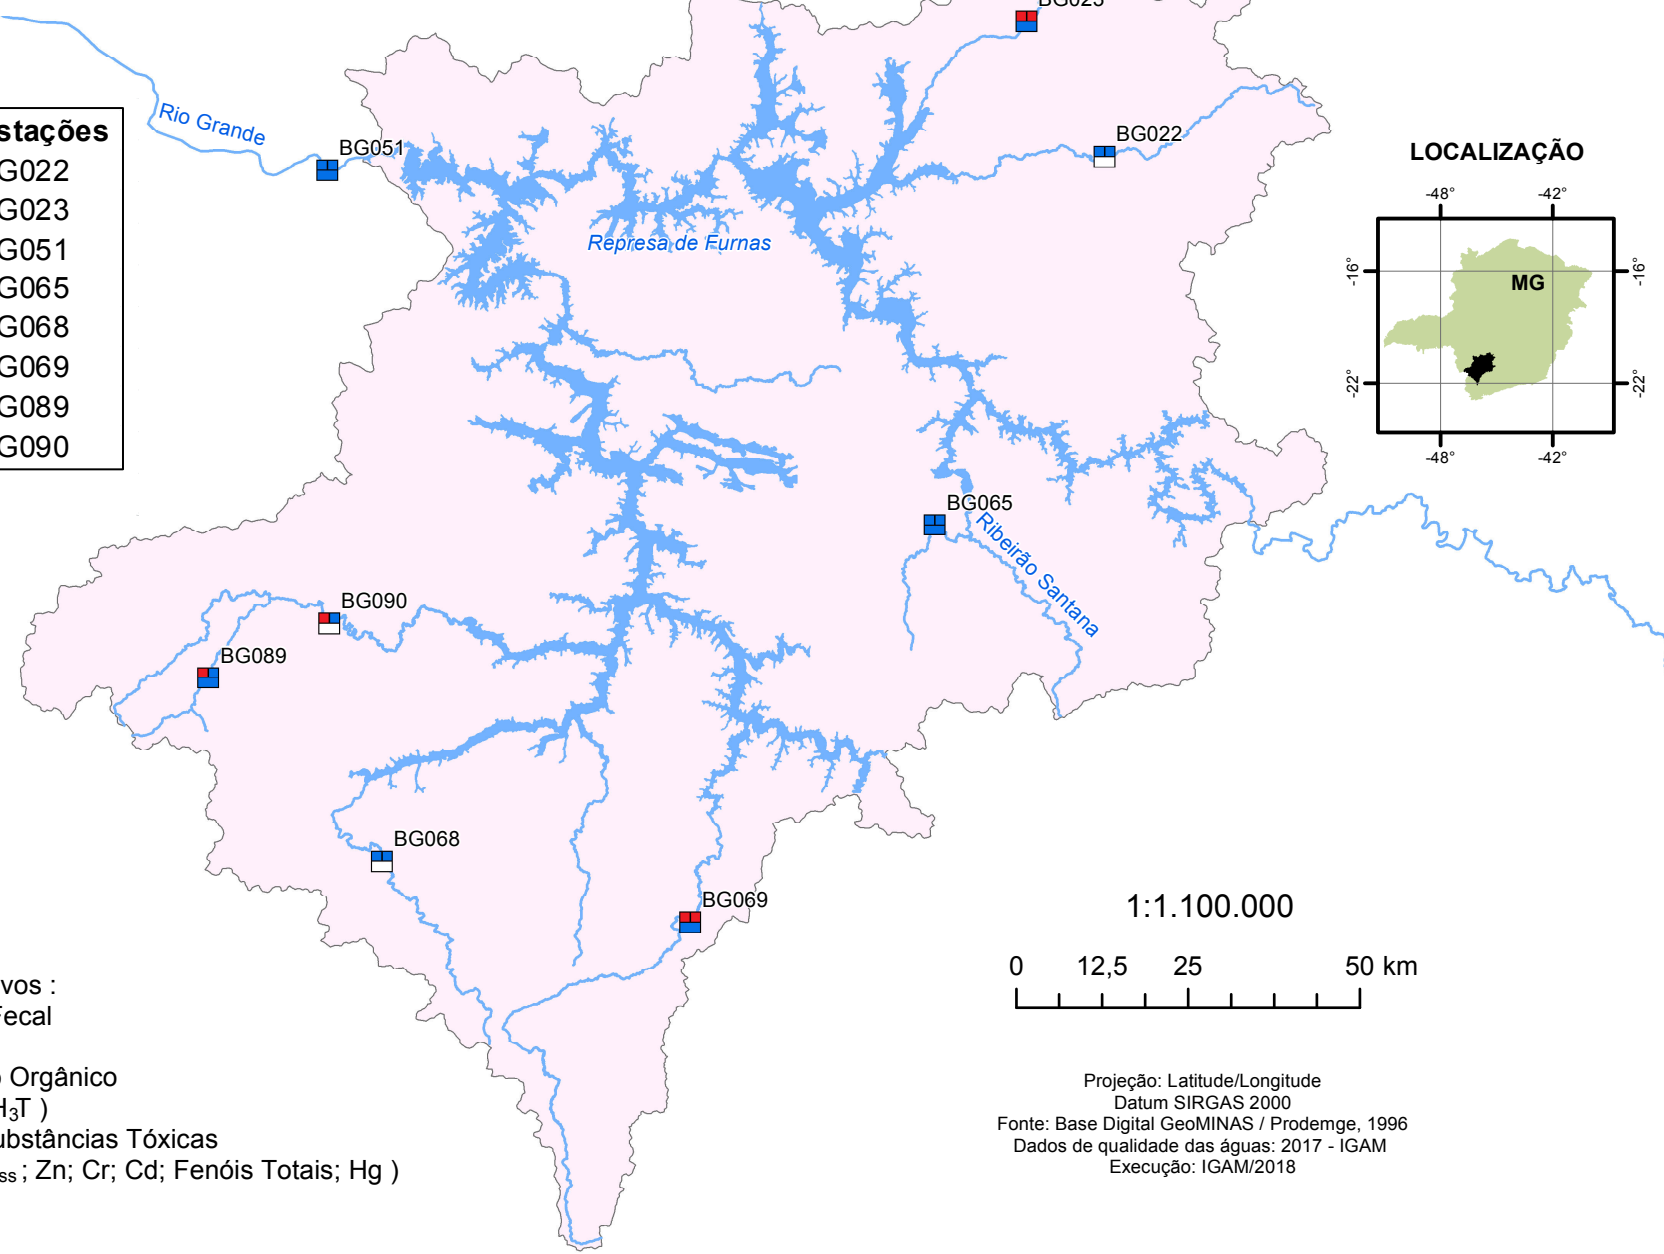 BG023
Rio Grande
BG051
BG022
stações
G022
G023
G051
G065
G068
G069
G089
G090
Represa de Furnas
LOCALIZAÇÃO
-48° -42°
-16° MG -16°
-22° -22°
-48° -42°
BG065
Ribeirão Santana
BG090
BG089
BG068
BG069
1:1.100.000
0 12,5 25 50 km
vos :
Fecal
o Orgânico
H₃T )
ubstâncias Tóxicas
ss ; Zn; Cr; Cd; Fenóis Totais; Hg )
Projeção: Latitude/Longitude
Datum SIRGAS 2000
Fonte: Base Digital GeoMINAS / Prodemge, 1996
Dados de qualidade das águas: 2017 - IGAM
Execução: IGAM/2018